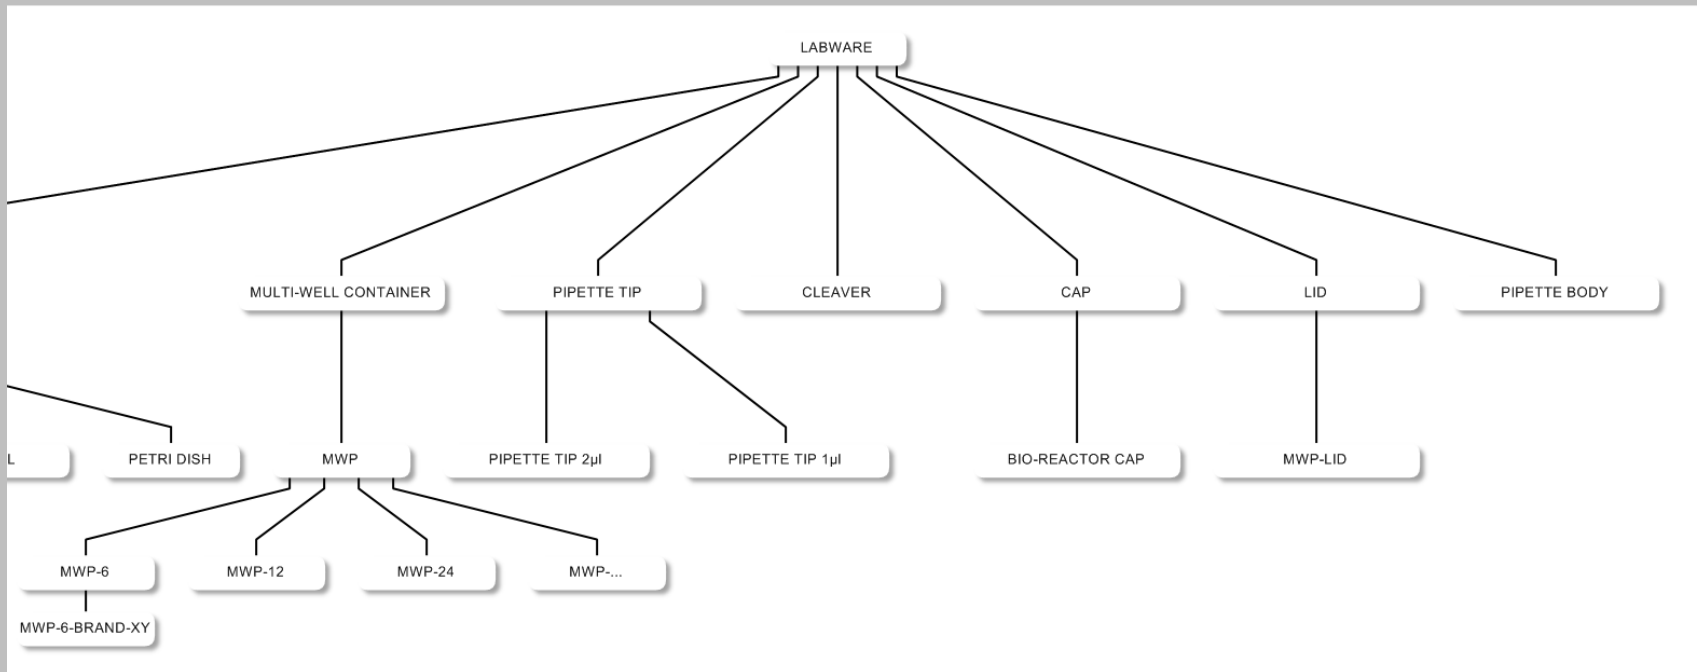 LABWARE
MULTI-WELL CONTAINER
PIPETTE TIP
CLEAVER
CAP
LID
PIPETTE BODY
L
PETRI DISH
MWP
PIPETTE TIP 2µl
PIPETTE TIP 1µl
BIO-REACTOR CAP
MWP-LID
MWP-6
MWP-12
MWP-24
MWP-...
MWP-6-BRAND-XY